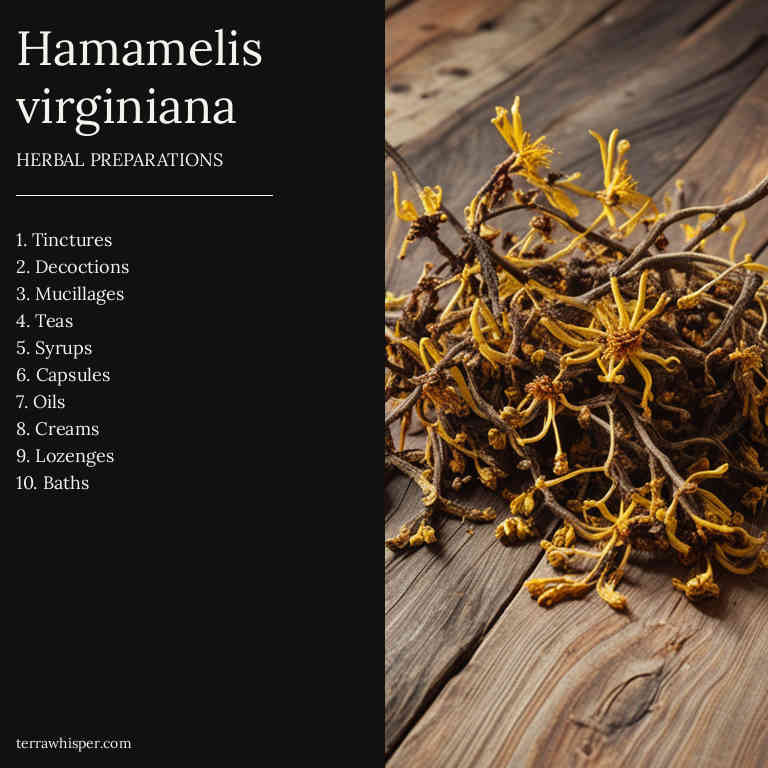 Hamamelis
virginiana
HERBAL PREPARATIONS
1. Tinctures
2. Decoctions
3. Mucillages
4. Teas
5. Syrups
6. Capsules
7. Oils
8. Creams
9. Lozenges
10. Baths
terrawhisper.com